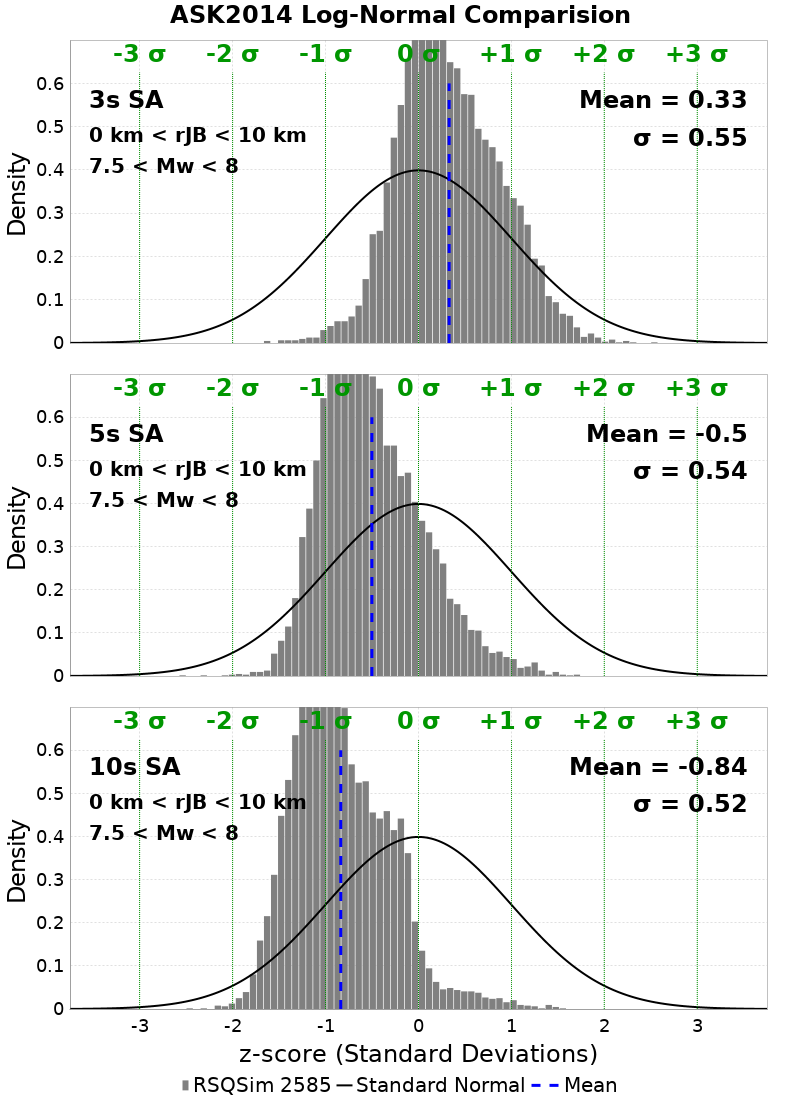 ASK2014 Log-Normal Comparision
-3 σ -2 σ -1 σ 0 σ +1 σ +2 σ +3 σ
0.6
3s SA
Mean = 0.33
0.5
0 km < rJB < 10 km
σ = 0.55
0.4
7.5 < Mw < 8
0.3
0.2
0.1
0
Density
-3 σ -2 σ -1 σ 0 σ +1 σ +2 σ +3 σ
0.6
5s SA
Mean = -0.5
0.5
0 km < rJB < 10 km
σ = 0.54
0.4
7.5 < Mw < 8
0.3
0.2
0.1
0
Density
-3 σ -2 σ -1 σ 0 σ +1 σ +2 σ +3 σ
0.6
10s SA
Mean = -0.84
0.5
0 km < rJB < 10 km
σ = 0.52
0.4
7.5 < Mw < 8
0.3
0.2
0.1
0
Density
-3 -2 -1 0 1 2 3
z-score (Standard Deviations)
RSQSim 2585 Standard Normal Mean